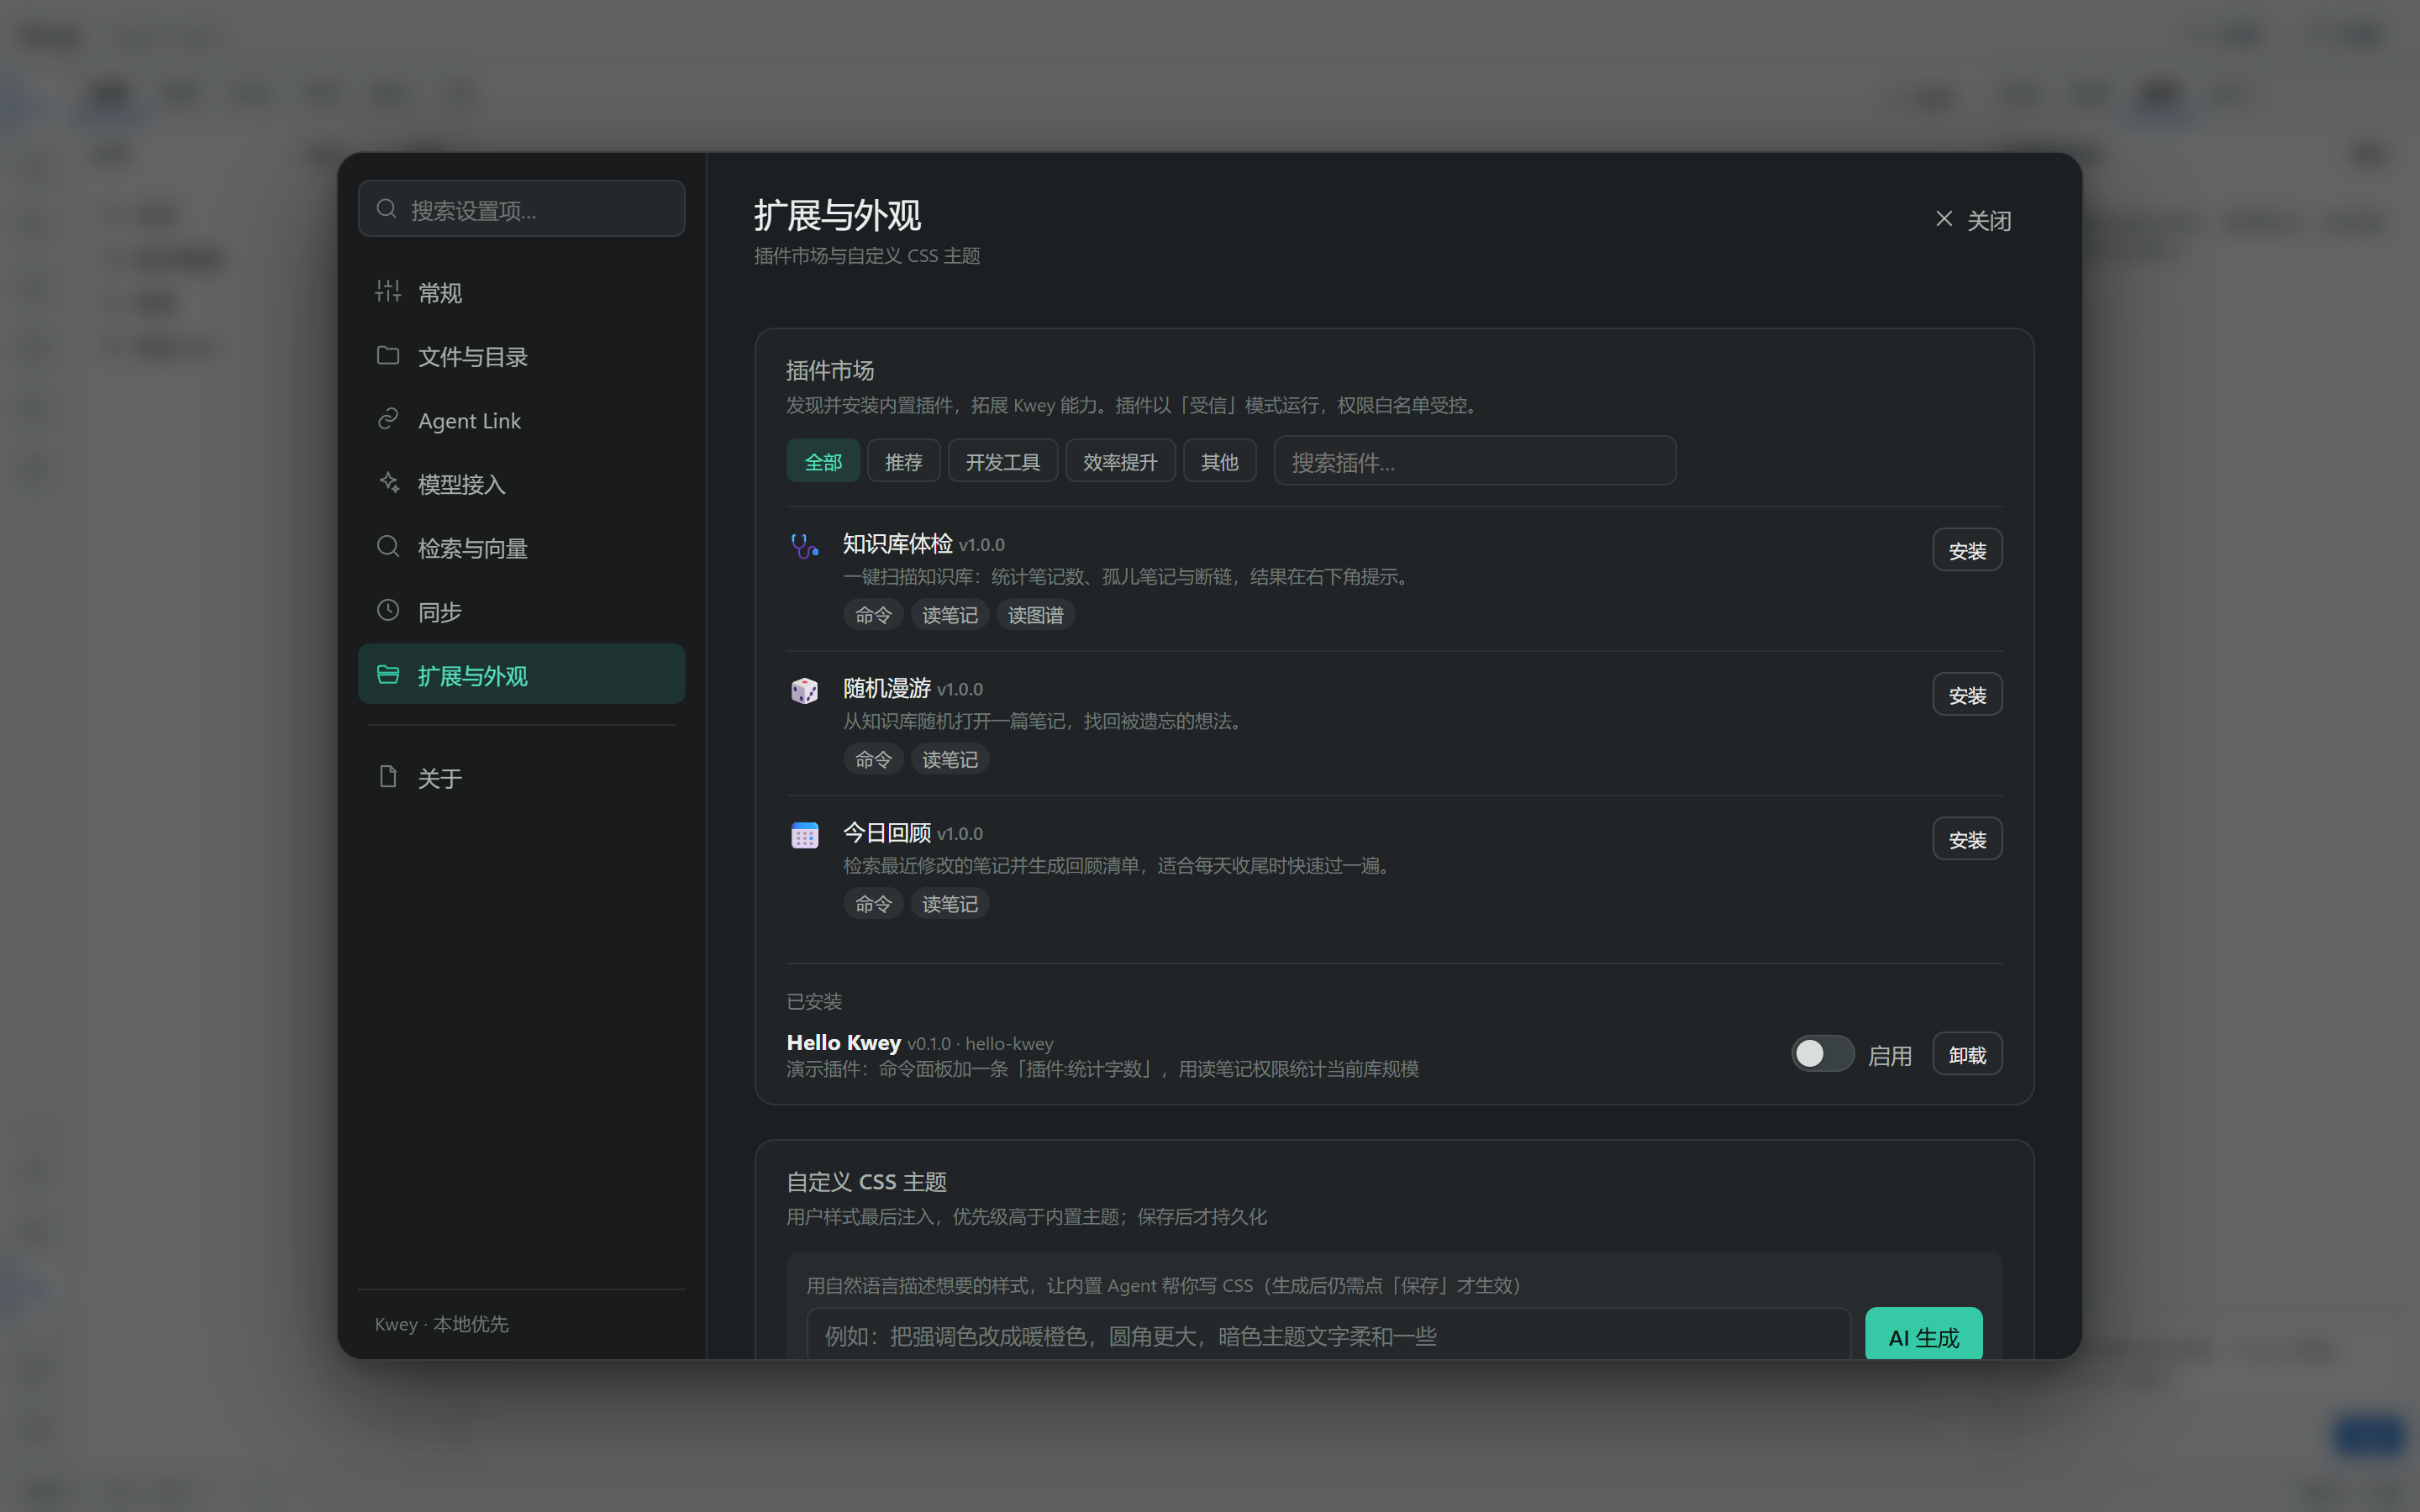 搜索设置项...
常规
文件与目录
Agent Link
模型接入
检索与向量
同步
扩展与外观
关于
Kwey · 本地优先
扩展与外观
插件市场与自定义 CSS 主题
关闭
插件市场
发现并安装内置插件，拓展 Kwey 能力。插件以「受信」模式运行，权限白名单受控。
全部 推荐 开发工具 效率提升 其他 搜索插件...
知识库体检 v1.0.0
安装
一键扫描知识库：统计笔记数、孤儿笔记与断链，结果在右下角提示。
命令 读笔记 读图谱
随机漫游 v1.0.0
安装
从知识库随机打开一篇笔记，找回被遗忘的想法。
命令 读笔记
今日回顾 v1.0.0
安装
检索最近修改的笔记并生成回顾清单，适合每天收尾时快速过一遍。
命令 读笔记
已安装
Hello Kwey v0.1.0 · hello-kwey
演示插件：命令面板加一条「插件:统计字数」，用读笔记权限统计当前库规模
启用 卸载
自定义 CSS 主题
用户样式最后注入，优先级高于内置主题；保存后才持久化
用自然语言描述想要的样式，让内置 Agent 帮你写 CSS（生成后仍需点「保存」才生效）
例如：把强调色改成暖橙色，圆角更大，暗色主题文字柔和一些
AI 生成